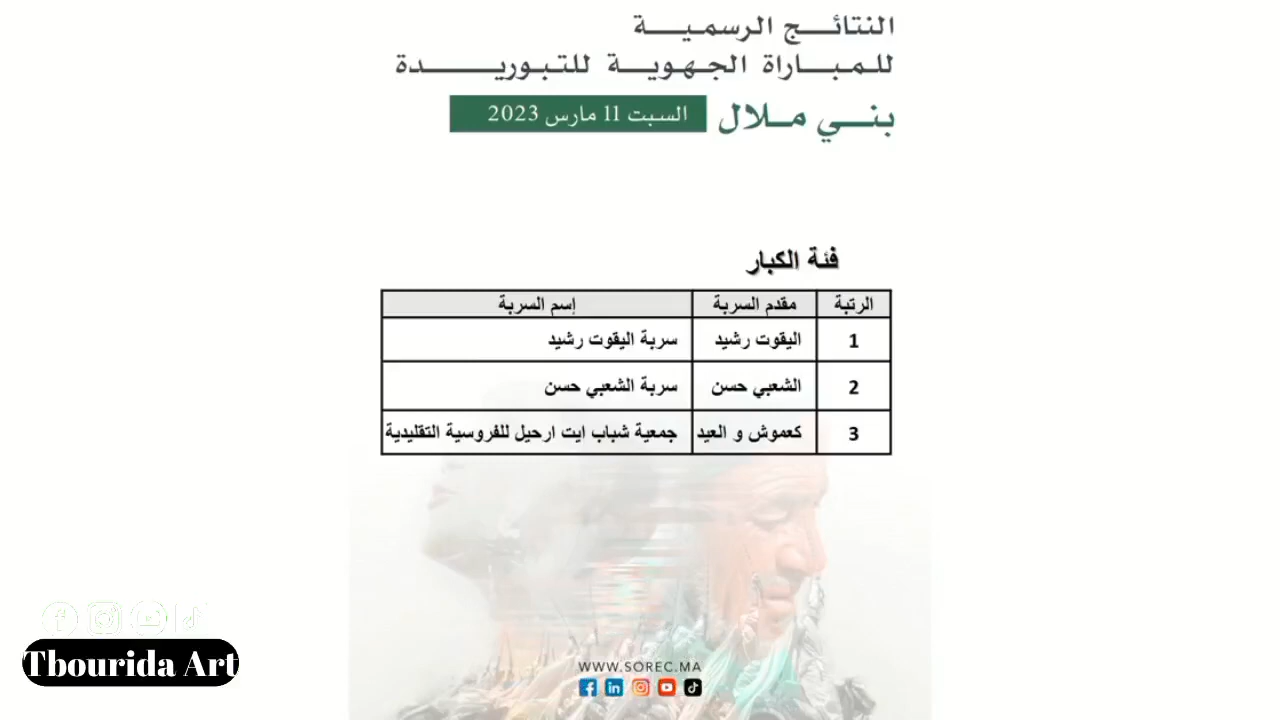 النتائج الرسمية
للمباراة الجهوية للتبوريدة
بني ملال السبت 11 مارس 2023
فئة الكبار
الرتبة مقدم السربة إسم السربة
1 اليقوت رشيد سربة اليقوت رشيد
2 الشعبي حسن سربة الشعبي حسن
3 كعموش و العيد جمعية شباب ايت ارحيل للفروسية التقليدية
Tbourida Art
WWW.SOREC.MA